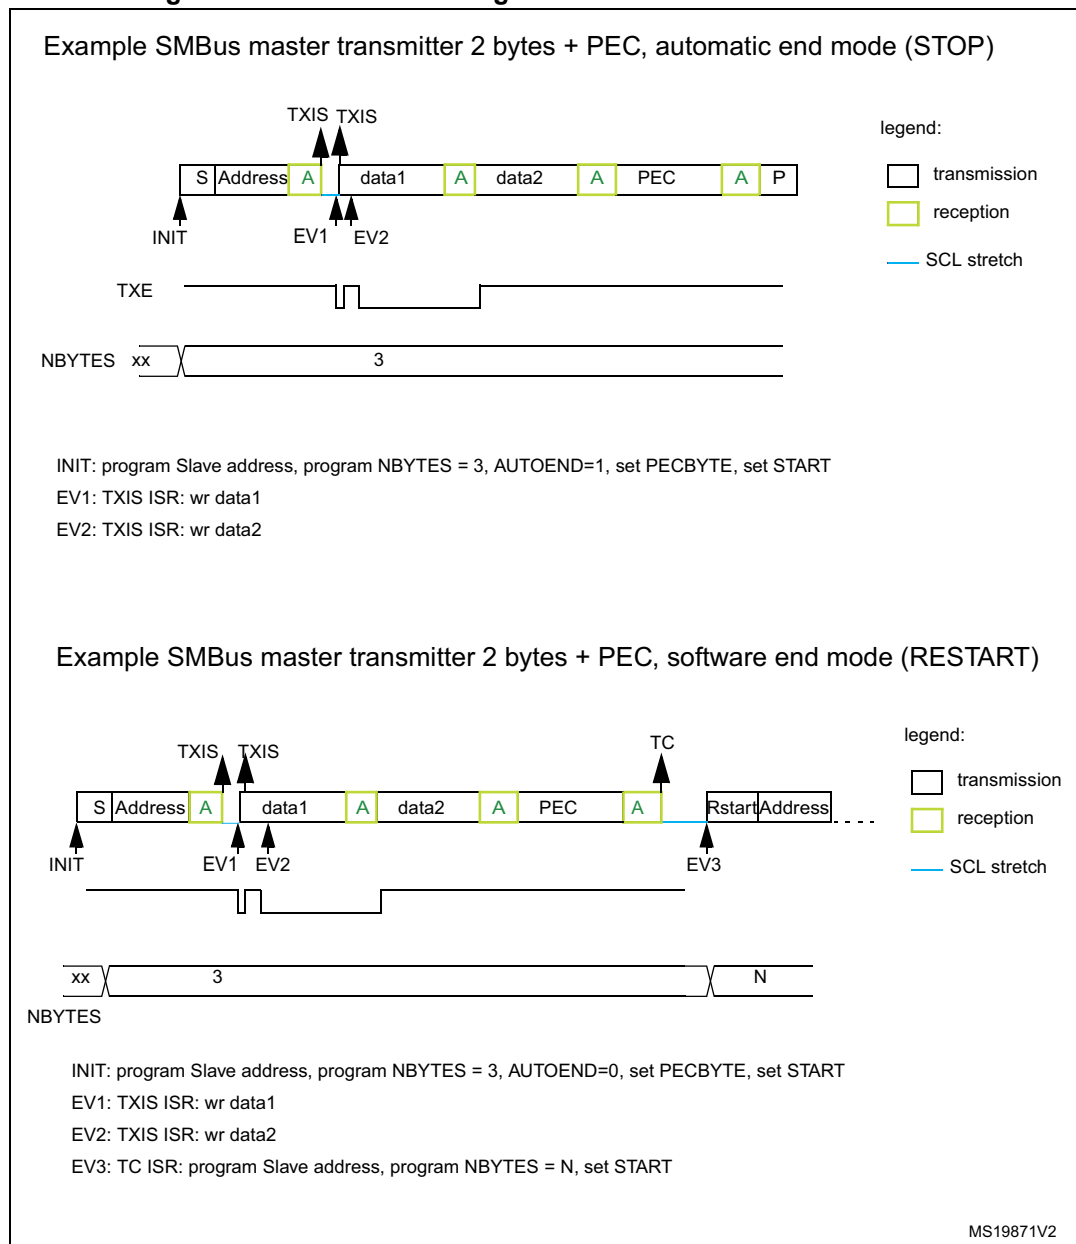 Example SMBus master transmitter 2 bytes + PEC, automatic end mode (STOP)
TXIS TXIS
legend:
S Address A data1 A data2 A PEC A P
transmission
reception
INIT EV1 EV2
SCL stretch
TXE
NBYTES xx 3
INIT: program Slave address, program NBYTES = 3, AUTOEND=1, set PECBYTE, set START
EV1: TXIS ISR: wr data1
EV2: TXIS ISR: wr data2
Example SMBus master transmitter 2 bytes + PEC, software end mode (RESTART)
TXIS TXIS TC
legend:
transmission
S Address A data1 A data2 A PEC A Rstart Address
reception
INIT EV1 EV2 EV3
SCL stretch
xx 3 N
NBYTES
INIT: program Slave address, program NBYTES = 3, AUTOEND=0, set PECBYTE, set START
EV1: TXIS ISR: wr data1
EV2: TXIS ISR: wr data2
EV3: TC ISR: program Slave address, program NBYTES = N, set START
MS19871V2